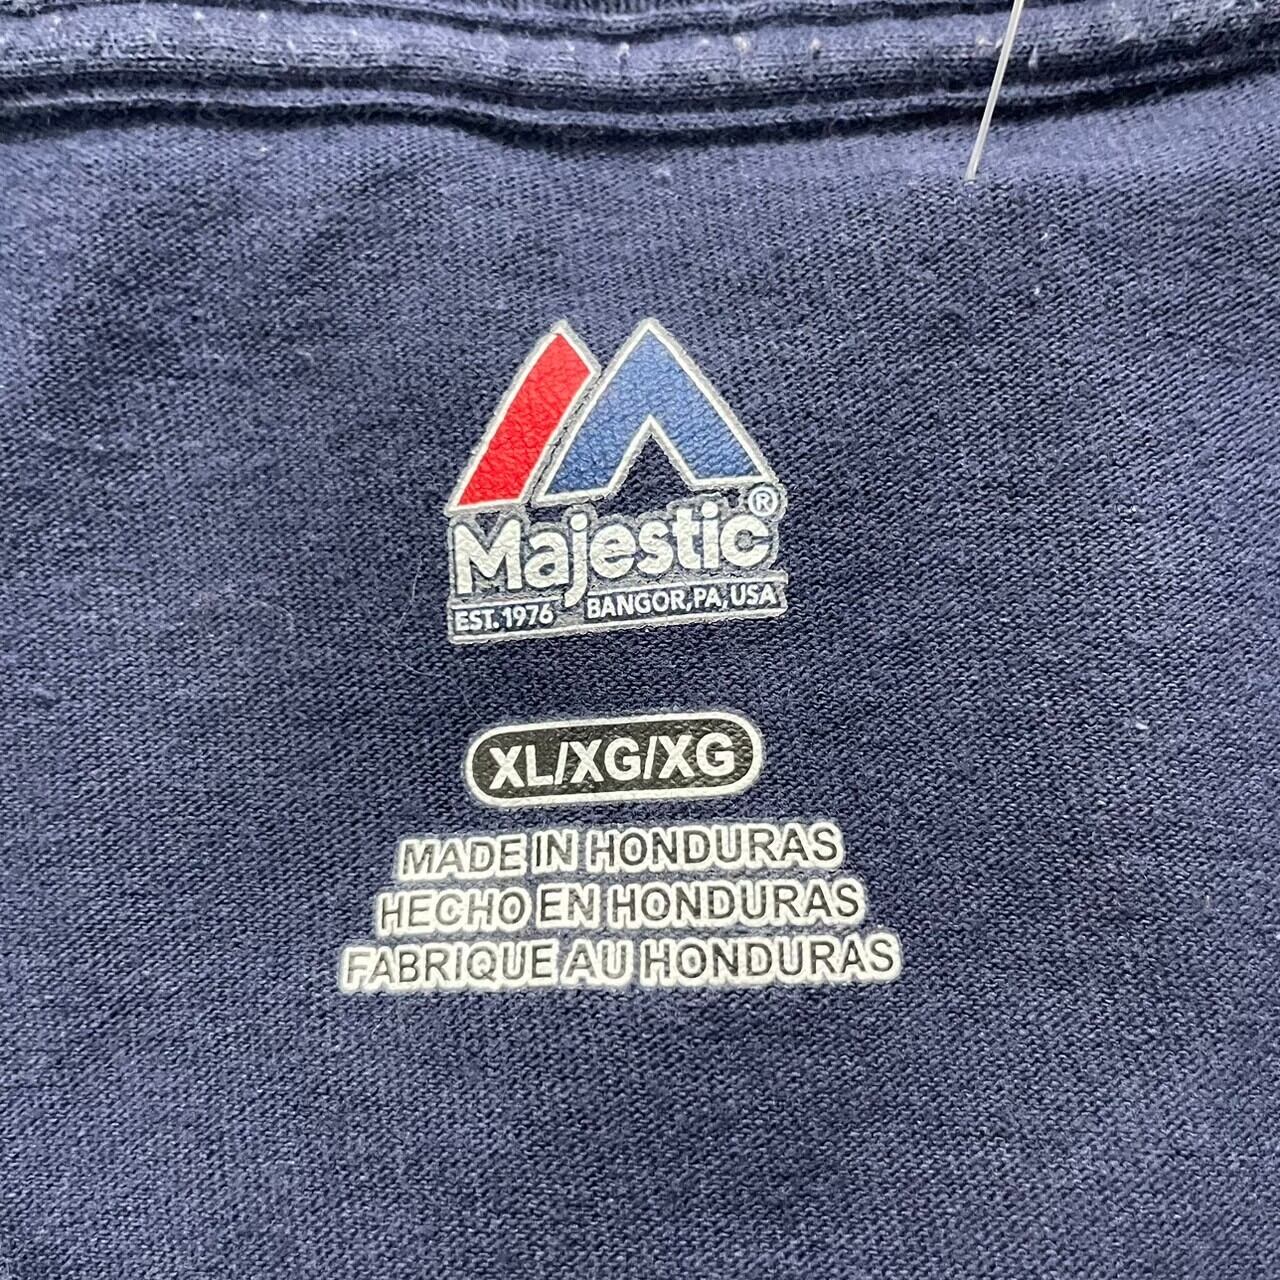 Majestic®
EST. 1976 BANGOR, PA, USA
XL/XG/XG
MADE IN HONDURAS
HECHO EN HONDURAS
FABRIQUE AU HONDURAS